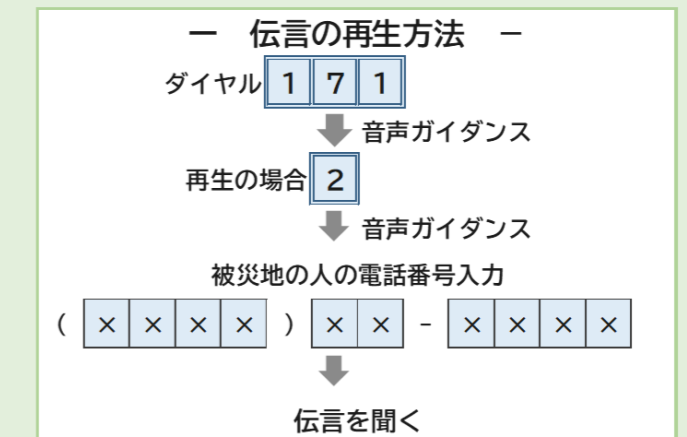 ー 伝言の再生方法 －
ダイヤル 1 7 1
音声ガイダンス
再生の場合 2
音声ガイダンス
被災地の人の電話番号入力
( × × × × ) × × - × × × ×
伝言を聞く